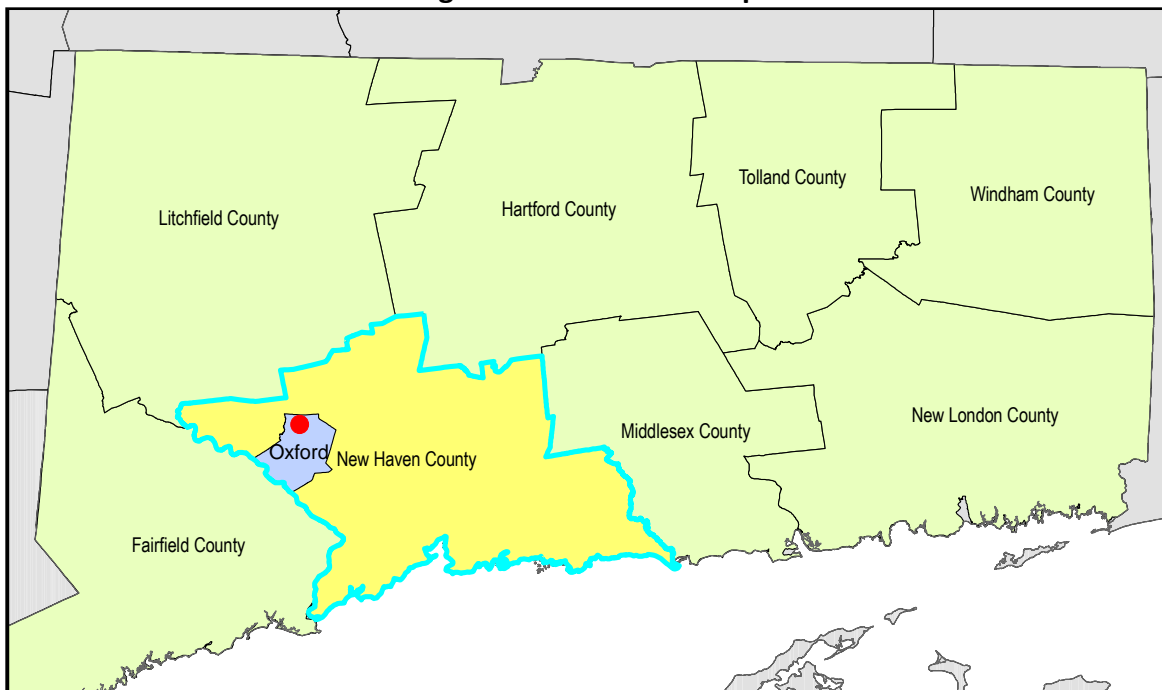 Tolland County
Windham County
Hartford County
Litchfield County
New London County
Middlesex County
Oxford
New Haven County
Fairfield County